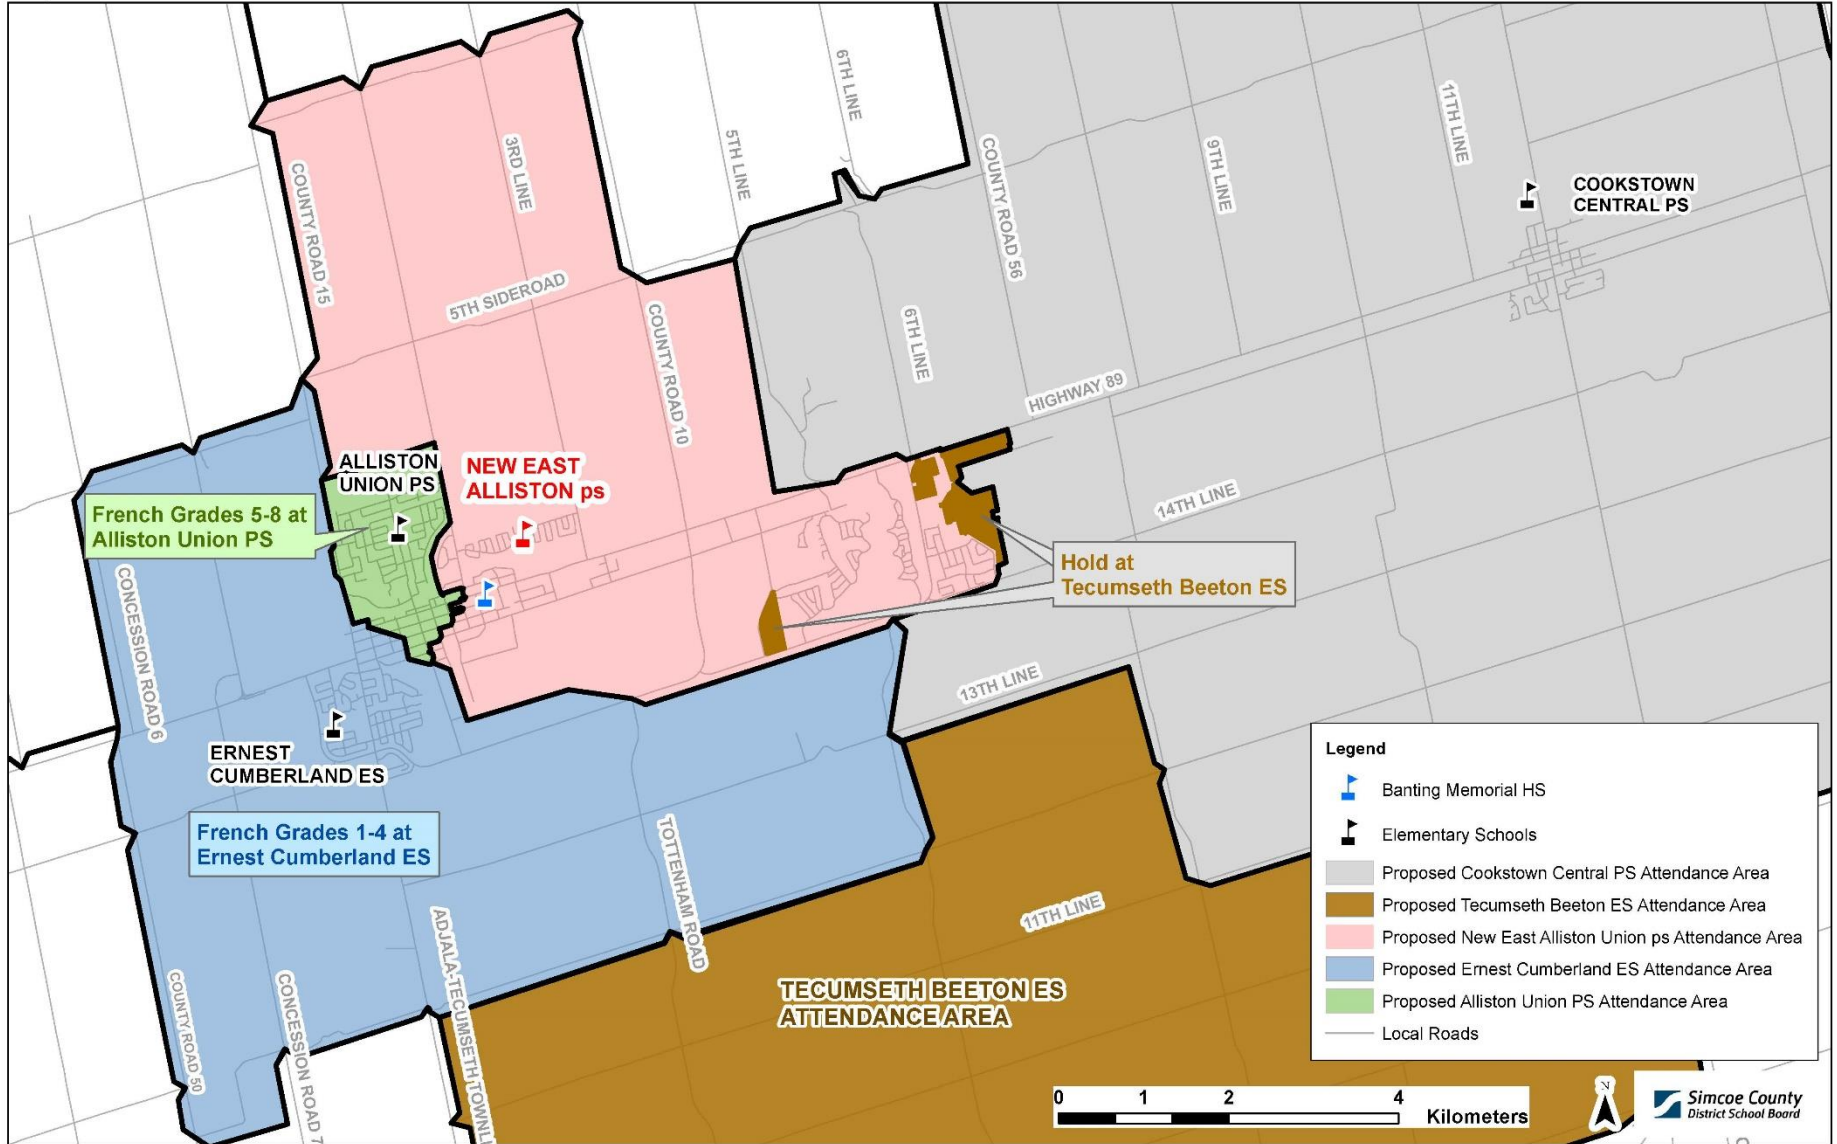 6TH LINE
5TH LINE
3RD LINE
COUNTY ROAD 15
5TH SIDEROAD
COUNTY ROAD 10
COUNTY ROAD 56
9TH LINE
11TH LINE
COOKSTOWN
CENTRAL PS
6TH LINE
HIGHWAY 89
ALLISTON
UNION PS
NEW EAST
ALLISTON ps
French Grades 5-8 at
Alliston Union PS
14TH LINE
Hold at
Tecumseth Beeton ES
CONCESSION ROAD 6
13TH LINE
ERNEST
CUMBERLAND ES
French Grades 1-4 at
Ernest Cumberland ES
TOTTENHAM ROAD
11TH LINE
ADJALA-TECUMSETH TOWNLI
COUNTY ROAD 50
CONCESSION ROAD 7
TECUMSETH BEETON ES
ATTENDANCE AREA
Legend
Banting Memorial HS
Elementary Schools
Proposed Cookstown Central PS Attendance Area
Proposed Tecumseth Beeton ES Attendance Area
Proposed New East Alliston Union ps Attendance Area
Proposed Ernest Cumberland ES Attendance Area
Proposed Alliston Union PS Attendance Area
Local Roads
0 1 2 4
Kilometers
N
Simcoe County
District School Board